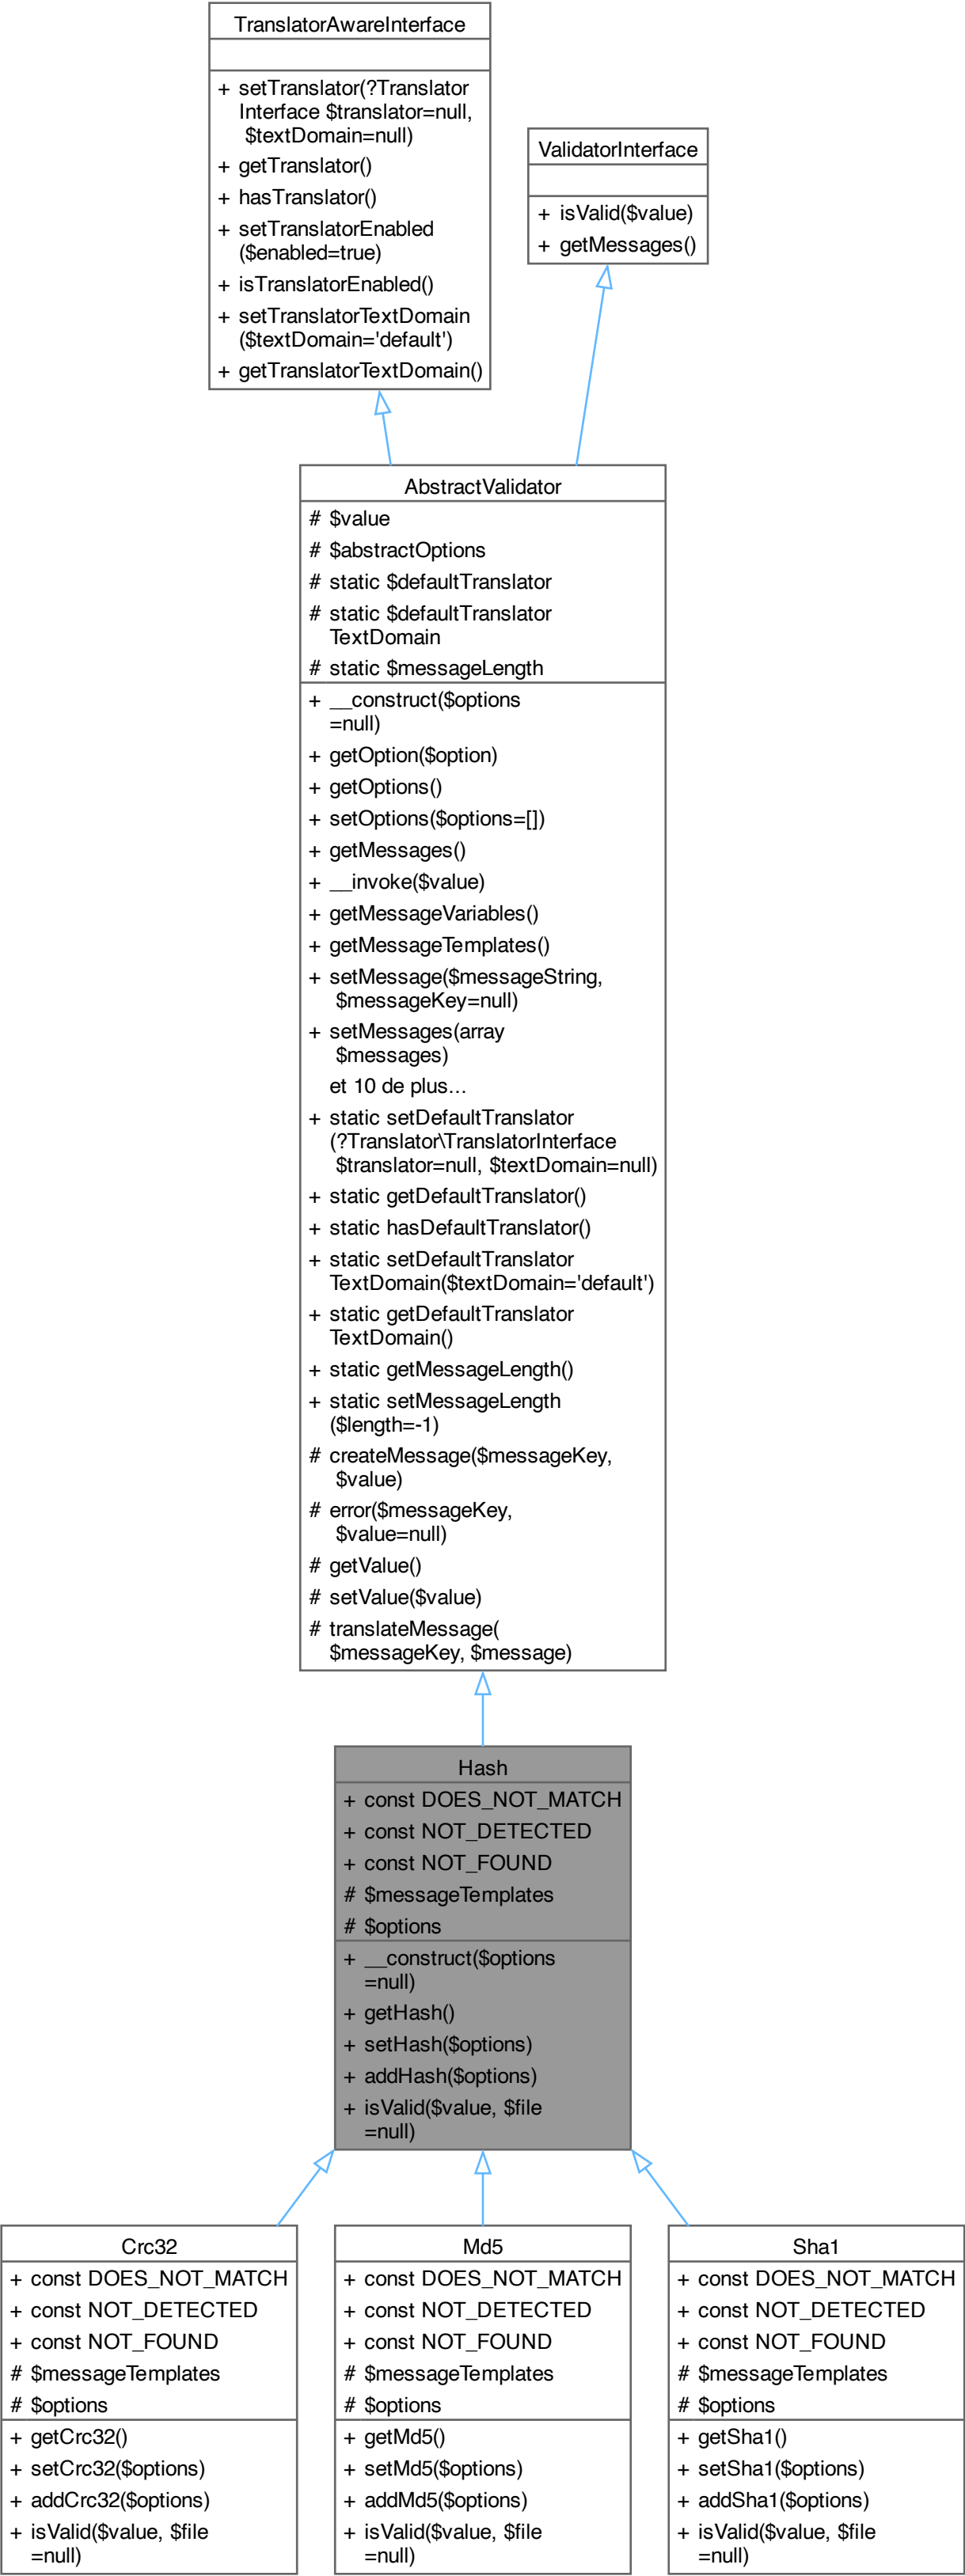 TranslatorAwareInterface
+ setTranslator(?Translator
Interface $translator=null,
$textDomain=null)
+ getTranslator()
+ hasTranslator()
+ setTranslatorEnabled
($enabled=true)
+ isTranslatorEnabled()
+ setTranslatorTextDomain
($textDomain='default')
+ getTranslatorTextDomain()
ValidatorInterface
+ isValid($value)
+ getMessages()
AbstractValidator
# $value
# $abstractOptions
# static $defaultTranslator
# static $defaultTranslator
TextDomain
# static $messageLength
+ __construct($options
=null)
+ getOption($option)
+ getOptions()
+ setOptions($options=[])
+ getMessages()
+ __invoke($value)
+ getMessageVariables()
+ getMessageTemplates()
+ setMessage($messageString,
$messageKey=null)
+ setMessages(array
$messages)
et 10 de plus...
+ static setDefaultTranslator
(?Translator\TranslatorInterface
$translator=null, $textDomain=null)
+ static getDefaultTranslator()
+ static hasDefaultTranslator()
+ static setDefaultTranslator
TextDomain($textDomain='default')
+ static getDefaultTranslator
TextDomain()
+ static getMessageLength()
+ static setMessageLength
($length=-1)
# createMessage($messageKey,
$value)
# error($messageKey,
$value=null)
# getValue()
# setValue($value)
# translateMessage(
$messageKey, $message)
Hash
+ const DOES_NOT_MATCH
+ const NOT_DETECTED
+ const NOT_FOUND
# $messageTemplates
# $options
+ __construct($options
=null)
+ getHash()
+ setHash($options)
+ addHash($options)
+ isValid($value, $file
=null)
Crc32
+ const DOES_NOT_MATCH
+ const NOT_DETECTED
+ const NOT_FOUND
# $messageTemplates
# $options
+ getCrc32()
+ setCrc32($options)
+ addCrc32($options)
+ isValid($value, $file
=null)
Md5
+ const DOES_NOT_MATCH
+ const NOT_DETECTED
+ const NOT_FOUND
# $messageTemplates
# $options
+ getMd5()
+ setMd5($options)
+ addMd5($options)
+ isValid($value, $file
=null)
Sha1
+ const DOES_NOT_MATCH
+ const NOT_DETECTED
+ const NOT_FOUND
# $messageTemplates
# $options
+ getSha1()
+ setSha1($options)
+ addSha1($options)
+ isValid($value, $file
=null)